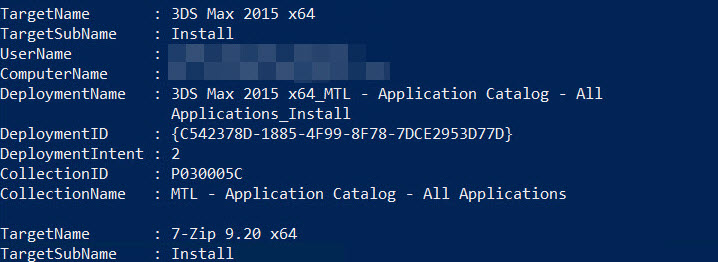 TargetName : 3DS Max 2015 x64
TargetSubName : Install
UserName :
ComputerName :
DeploymentName : 3DS Max 2015 x64_MTL - Application Catalog - All
Applications_Install
DeploymentID : {C542378D-1885-4F99-8F78-7DCE2953D77D}
DeploymentIntent : 2
CollectionID : P030005C
CollectionName : MTL - Application Catalog - All Applications
TargetName : 7-Zip 9.20 x64
TargetSubName : Install